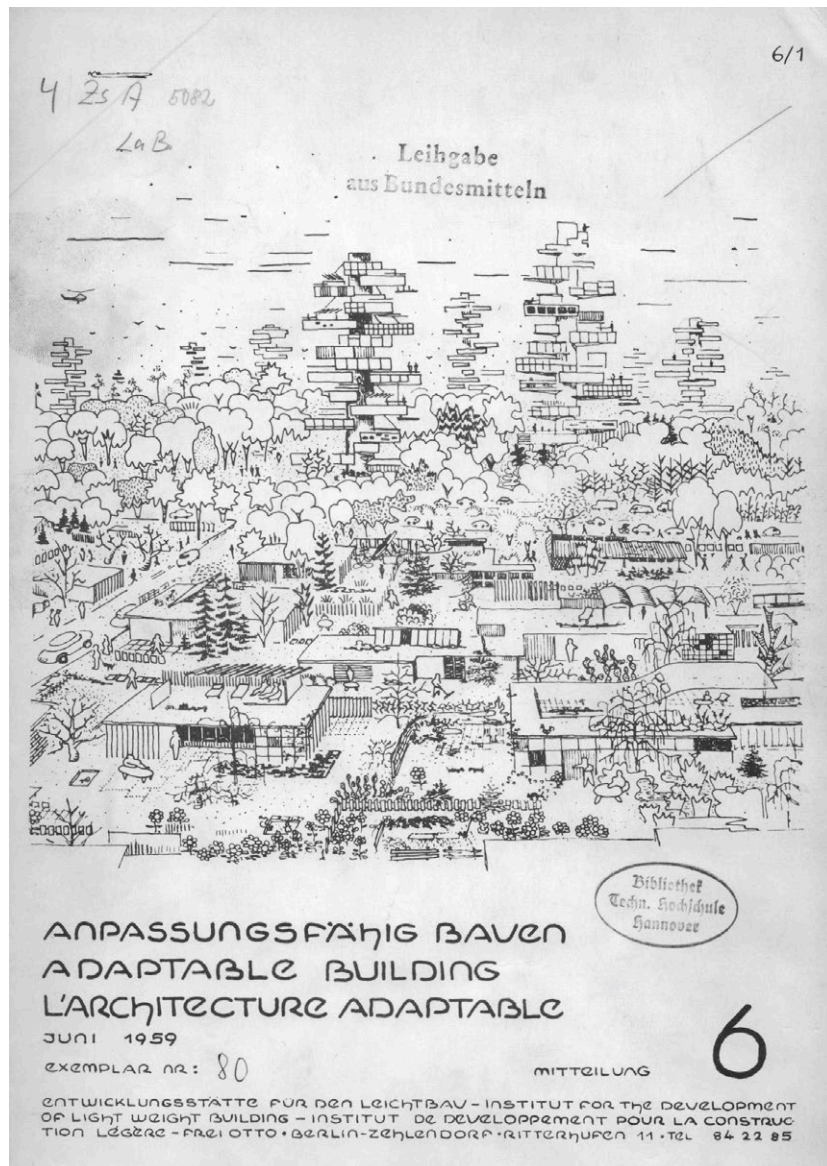 6/1
4 Zs A 5082
LaB
Leihgabe
aus Bundesmitteln
Bibliothek
Techn. Hochschule
Hannover
ANPASSUNGSFÄHIG BAUEN
ADAPTABLE BUILDING
L'ARCHITECTURE ADAPTABLE
JUNI 1959
EXEMPLAR NR: 80
MITTEILUNG 6
ENTWICKLUNGSSTÄTTE FÜR DEN LEICHTBAU – INSTITUT FOR THE DEVELOPMENT
OF LIGHT WEIGHT BUILDING – INSTITUT DE DEVELOPPEMENT POUR LA CONSTRUC-
TION LÉGÈRE – FREI OTTO • BERLIN-ZEHLENDORF • RITTERHUFEN 11 • TEL 84 22 85